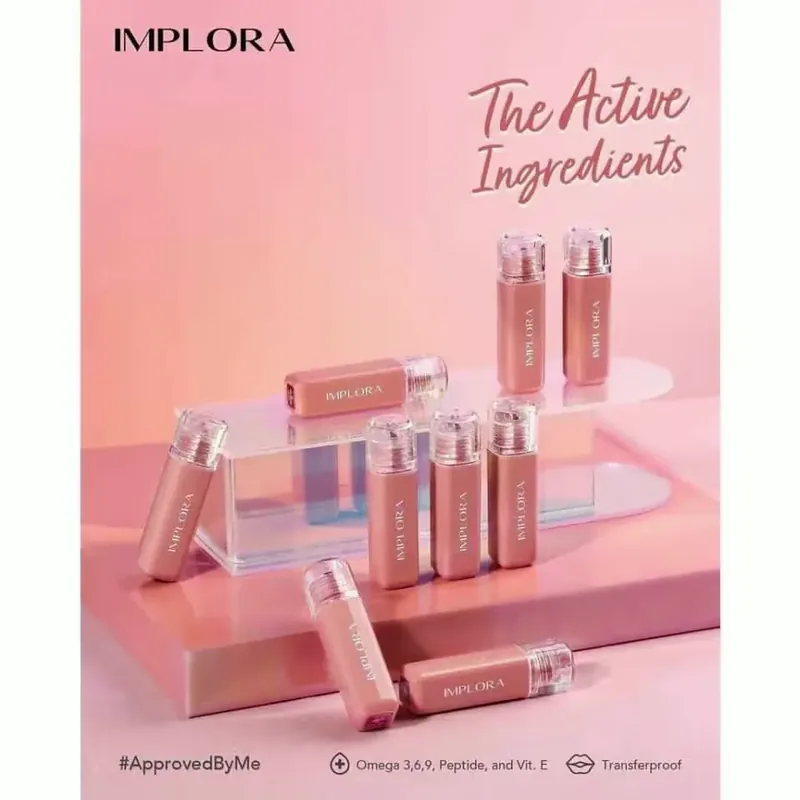 IMPLORA
The Active
Ingredients
IMPLORA
IMPLORA
IMPLORA
IMPLORA
IMPLORA
IMPLORA
IMPLORA
IMPLORA
IMPLORA
#ApprovedByMe
Omega 3,6,9, Peptide, and Vit. E
Transferproof